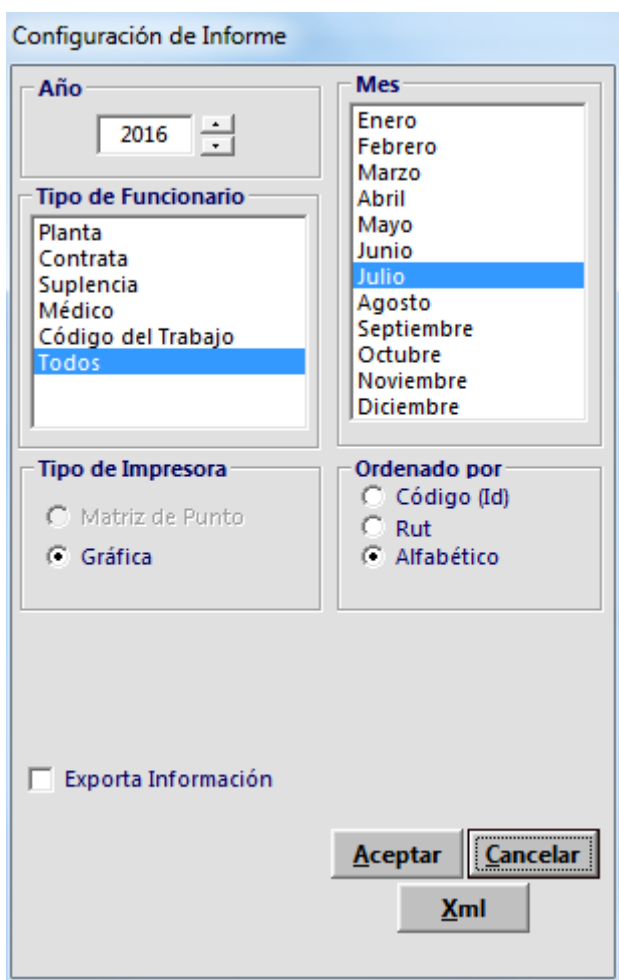 Configuración de Informe
Año
2016
Tipo de Funcionario
Planta
Contrata
Suplencia
Médico
Código del Trabajo
Todos
Mes
Enero
Febrero
Marzo
Abril
Mayo
Junio
Julio
Agosto
Septiembre
Octubre
Noviembre
Diciembre
Tipo de Impresora
Matriz de Punto
Gráfica
Ordenado por
Código (Id)
Rut
Alfabético
Exporta Información
Aceptar
Cancelar
Xml